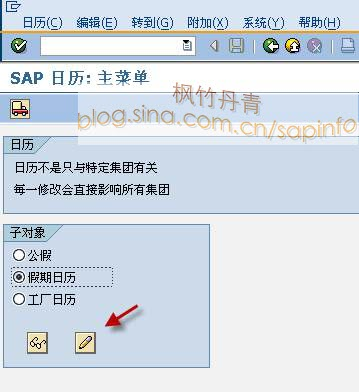 日历(C) 编辑(E) 转到(G) 附加(X) 系统(Y) 帮助(H)
SAP 日历: 主菜单
枫竹丹青
blog.sina.com.cn/sapinfo
日历
日历不是只与特定集团有关
每一修改会直接影响所有集团
子对象
公假
假期日历
工厂日历